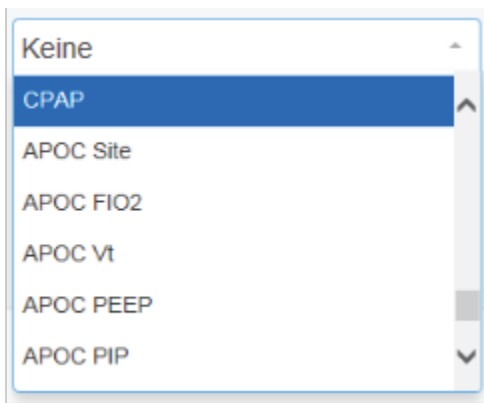 Keine
CPAP
APOC Site
APOC FIO2
APOC Vt
APOC PEEP
APOC PIP